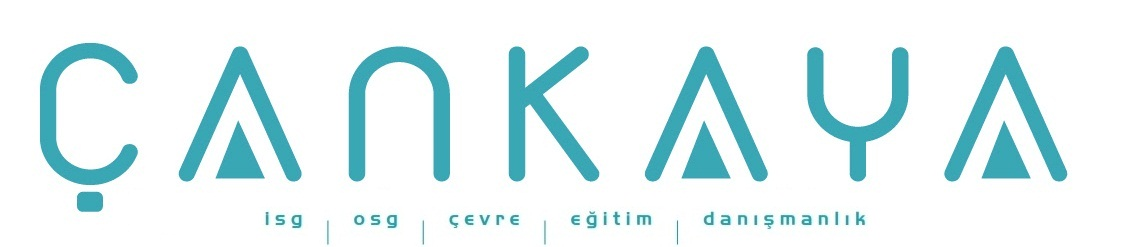 ÇANKAYA
isg | osg | çevre | eğitim | danışmanlık